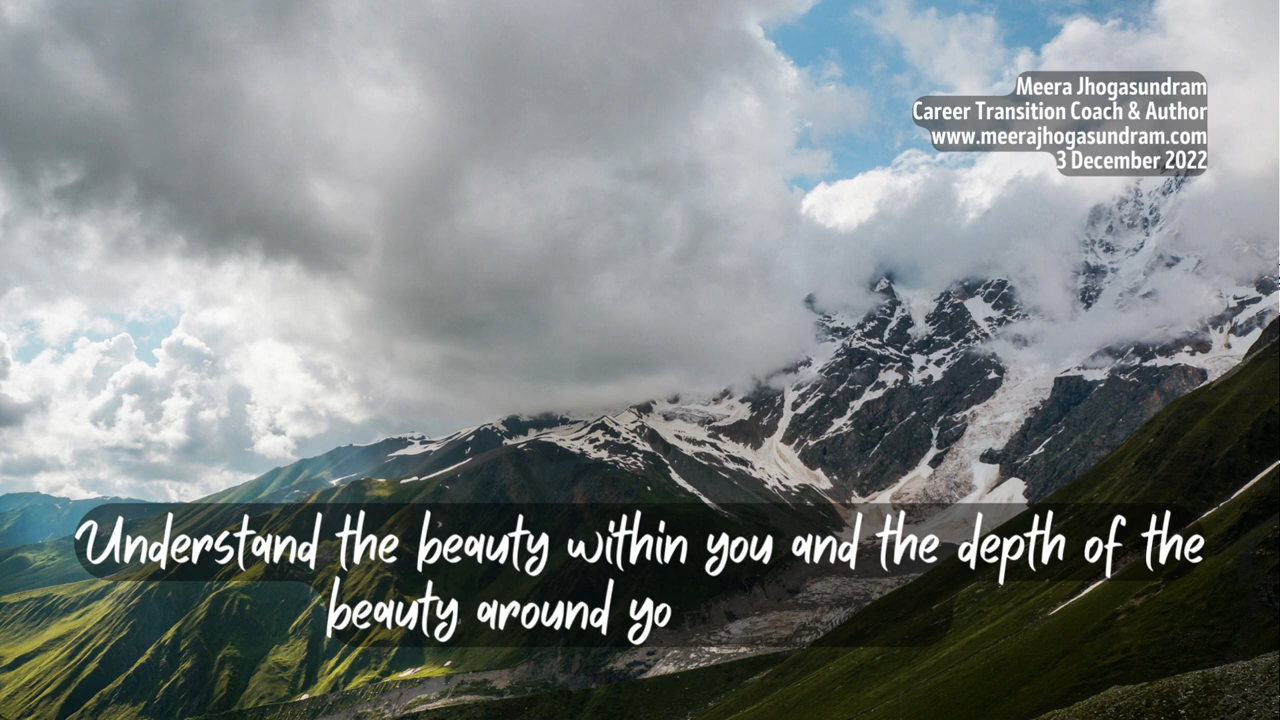 Meera Jhogasundram
Career Transition Coach & Author
www.meerajhogasundram.com
3 December 2022
Understand the beauty within you and the depth of the
beauty around yo